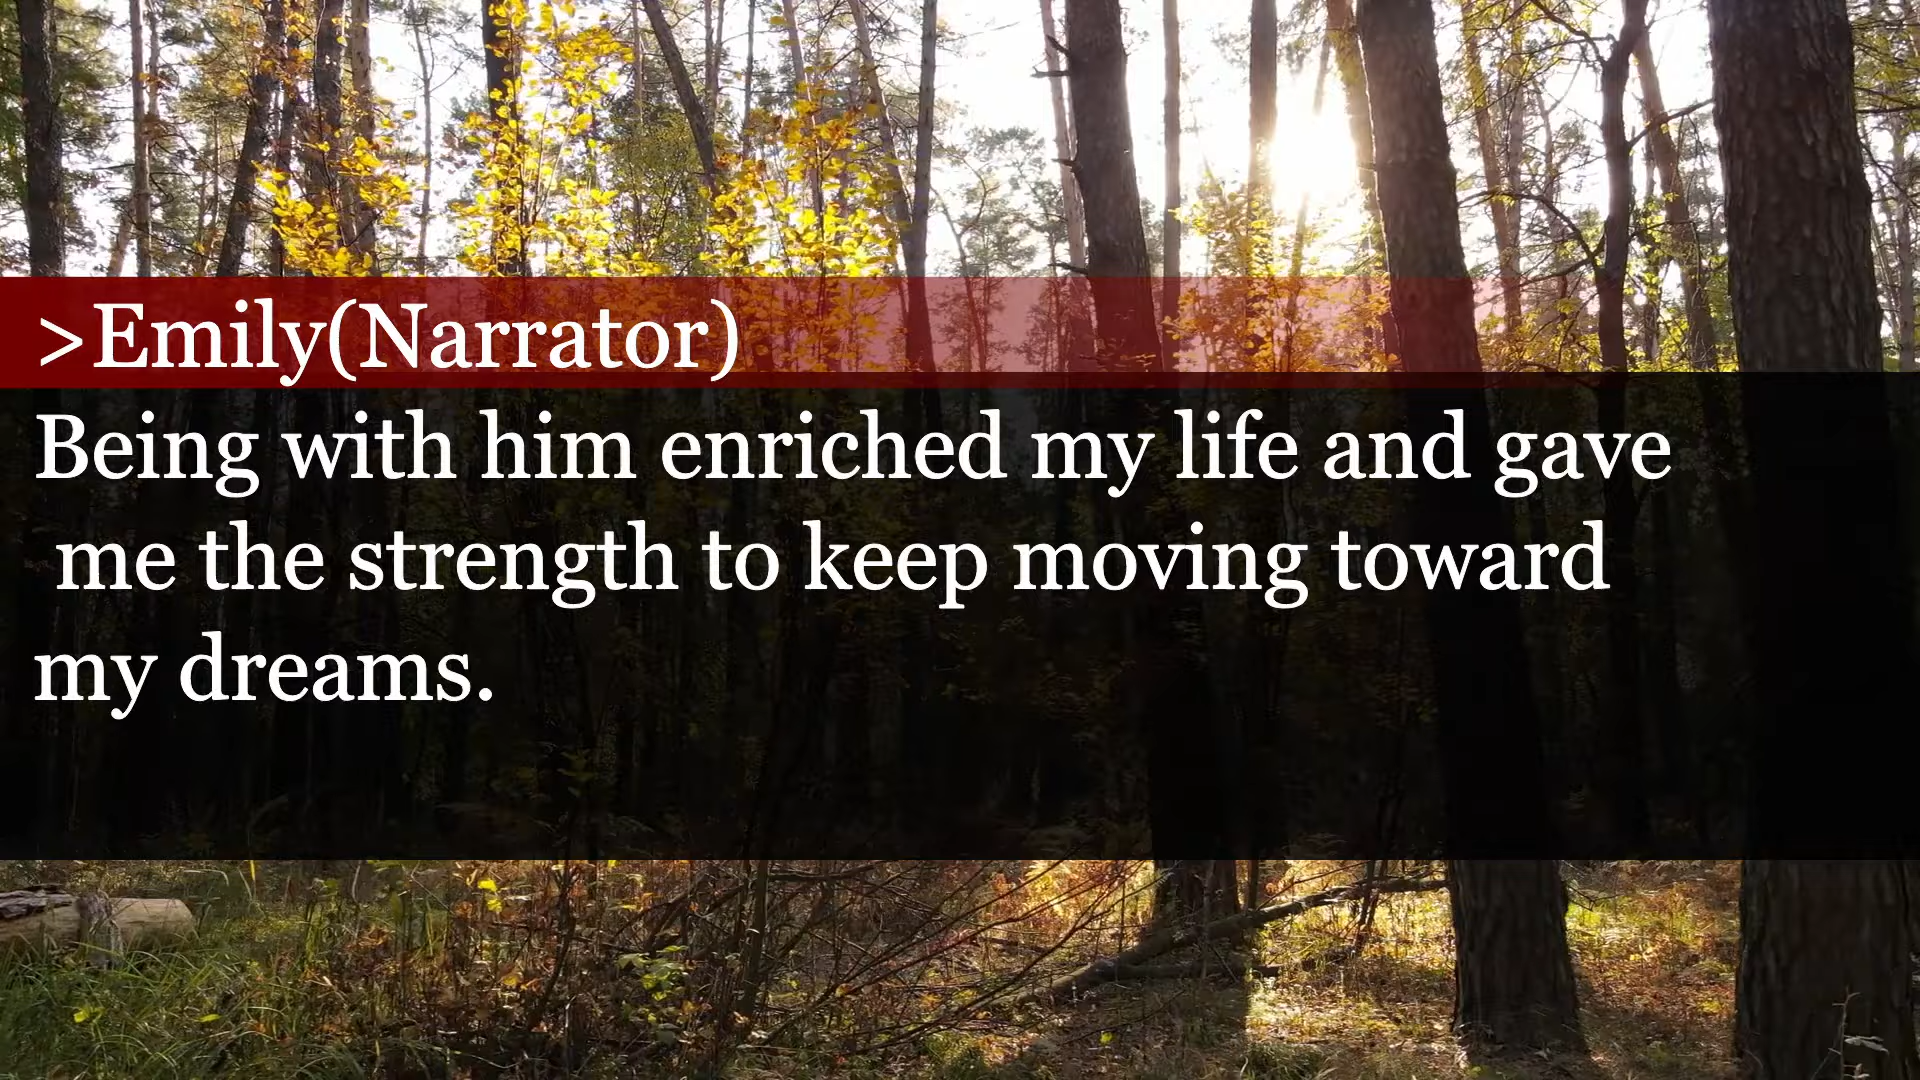 >Emily(Narrator)
Being with him enriched my life and gave
me the strength to keep moving toward
my dreams.